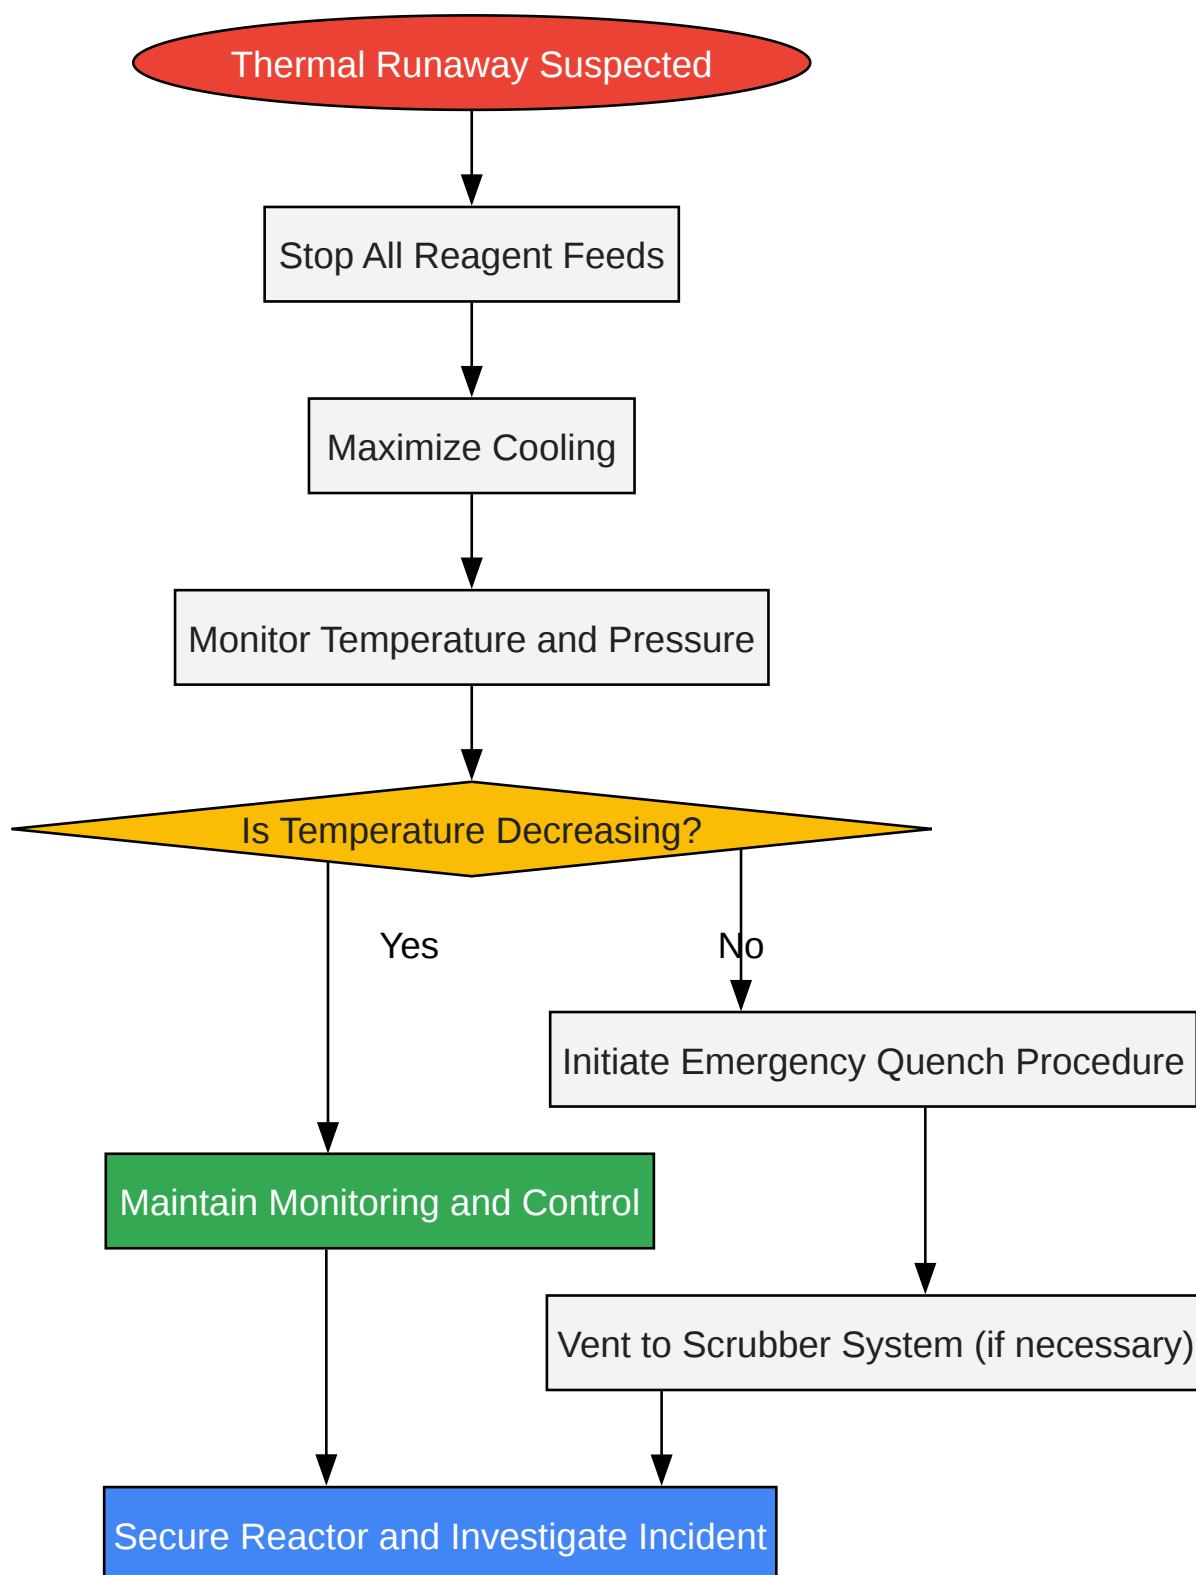 Thermal Runaway Suspected
Stop All Reagent Feeds
Maximize Cooling
Monitor Temperature and Pressure
Is Temperature Decreasing?
Yes
No
Initiate Emergency Quench Procedure
Maintain Monitoring and Control
Vent to Scrubber System (if necessary)
Secure Reactor and Investigate Incident